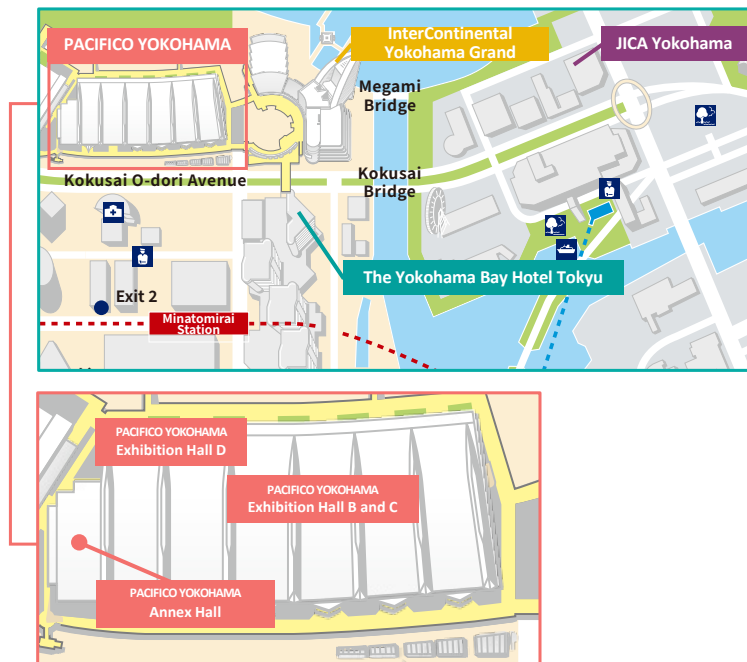 PACIFICO YOKOHAMA
InterContinental
Yokohama Grand
JICA Yokohama
Megami
Bridge
Kokusai O-dori Avenue
Kokusai
Bridge
The Yokohama Bay Hotel Tokyu
Exit 2
Minatomirai
Station
PACIFICO YOKOHAMA
Exhibition Hall D
PACIFICO YOKOHAMA
Exhibition Hall B and C
PACIFICO YOKOHAMA
Annex Hall